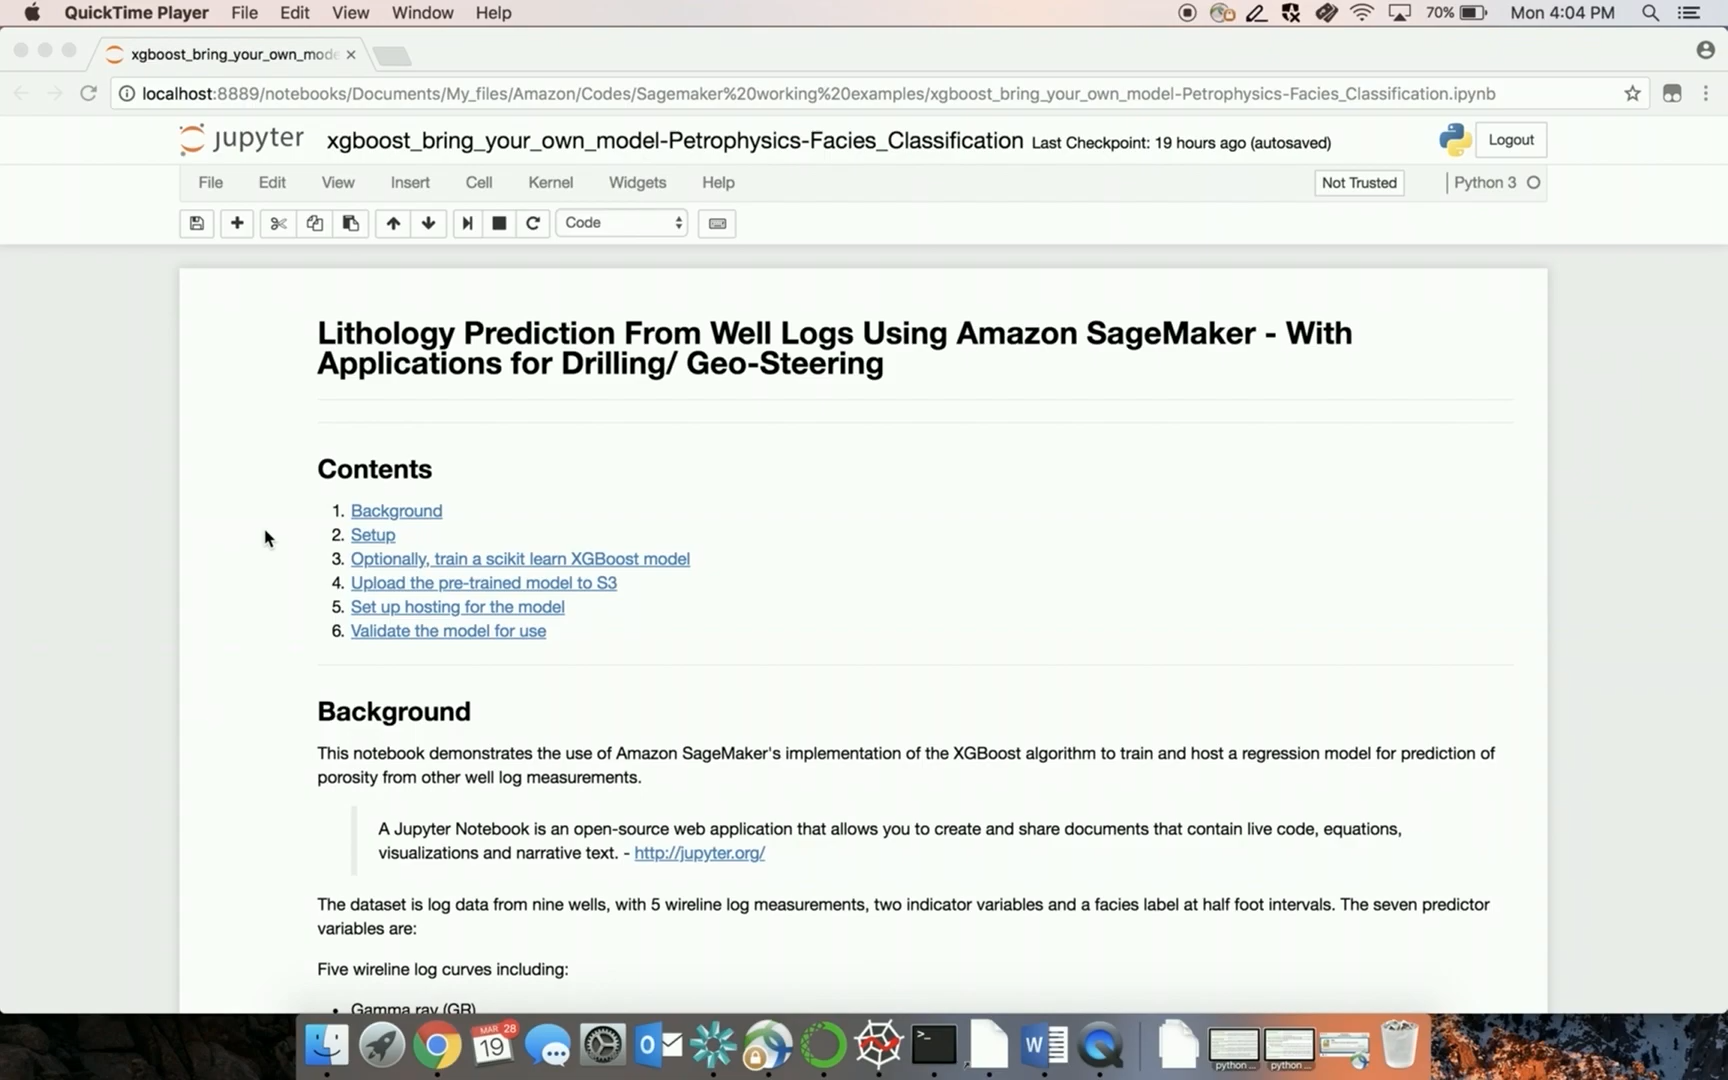 QuickTime Player File Edit View Window Help 70% Mon 4:04 PM
xgboost_bring_your_own_mode
localhost:8889/notebooks/Documents/My_files/Amazon/Codes/Sagemaker%20working%20examples/xgboost_bring_your_own_model-Petrophysics-Facies_Classification.ipynb
jupyter xgboost_bring_your_own_model-Petrophysics-Facies_Classification Last Checkpoint: 19 hours ago (autosaved) Logout
File Edit View Insert Cell Kernel Widgets Help Not Trusted Python 3
Code
Lithology Prediction From Well Logs Using Amazon SageMaker - With
Applications for Drilling/ Geo-Steering
Contents
1. Background
2. Setup
3. Optionally, train a scikit learn XGBoost model
4. Upload the pre-trained model to S3
5. Set up hosting for the model
6. Validate the model for use
Background
This notebook demonstrates the use of Amazon SageMaker's implementation of the XGBoost algorithm to train and host a regression model for prediction of
porosity from other well log measurements.
A Jupyter Notebook is an open-source web application that allows you to create and share documents that contain live code, equations,
visualizations and narrative text. - http://jupyter.org/
The dataset is log data from nine wells, with 5 wireline log measurements, two indicator variables and a facies label at half foot intervals. The seven predictor
variables are:
Five wireline log curves including:
• Gamma ray (GR)
MAR 28
19
python... python...